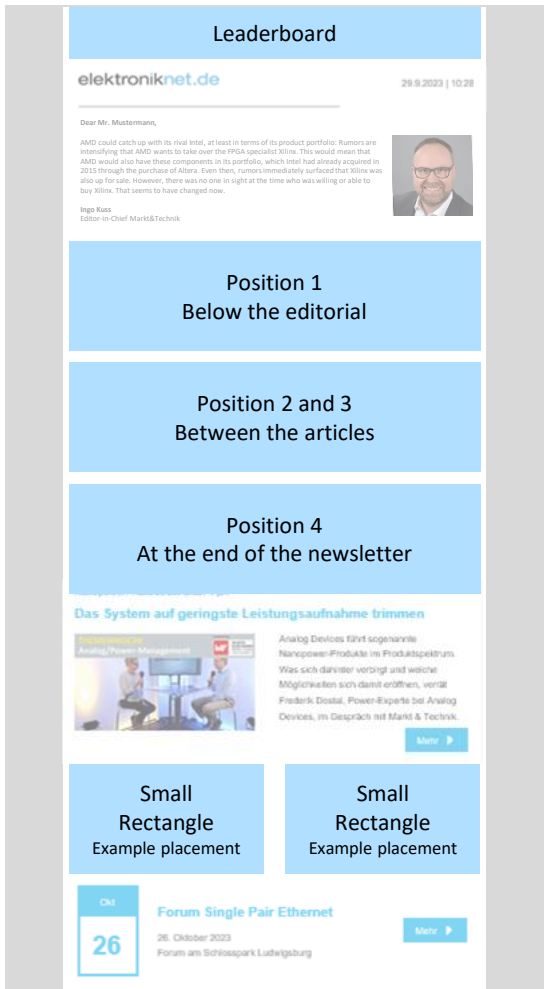 Leaderboard
elektroniknet.de
29.9.2023 | 10:28
Dear Mr. Mustermann,
AMD could catch up with its rival Intel, at least in terms of its product portfolio: Rumors are
intensifying that AMD wants to take over the FPGA specialist Xilinx. This would mean that
AMD would also have these components in its portfolio, which Intel had already acquired in
2015 through the purchase of Altera. Even then, rumors immediately surfaced that Xilinx was
also up for sale. However, there was no one in sight at the time who was willing or able to
buy Xilinx. That seems to have changed now.
Ingo Kuss
Editor-in-Chief Markt&Technik
Position 1
Below the editorial
Position 2 and 3
Between the articles
Position 4
At the end of the newsletter
Das System auf geringste Leistungsaufnahme trimmen
Analog/Power-Management
Analog Devices führt sogenannte
Nanopower-Produkte im Produktspektrum.
Was sich dahinter verbirgt und welche
Möglichkeiten sich damit eröffnen, verrät
Frederik Dostal, Power-Experte bei Analog
Devices, im Gespräch mit Markt & Technik.
Mehr
Small
Rectangle
Example placement
Small
Rectangle
Example placement
Okt
26
Forum Single Pair Ethernet
26. Oktober 2023
Forum am Schlosspark Ludwigsburg
Mehr